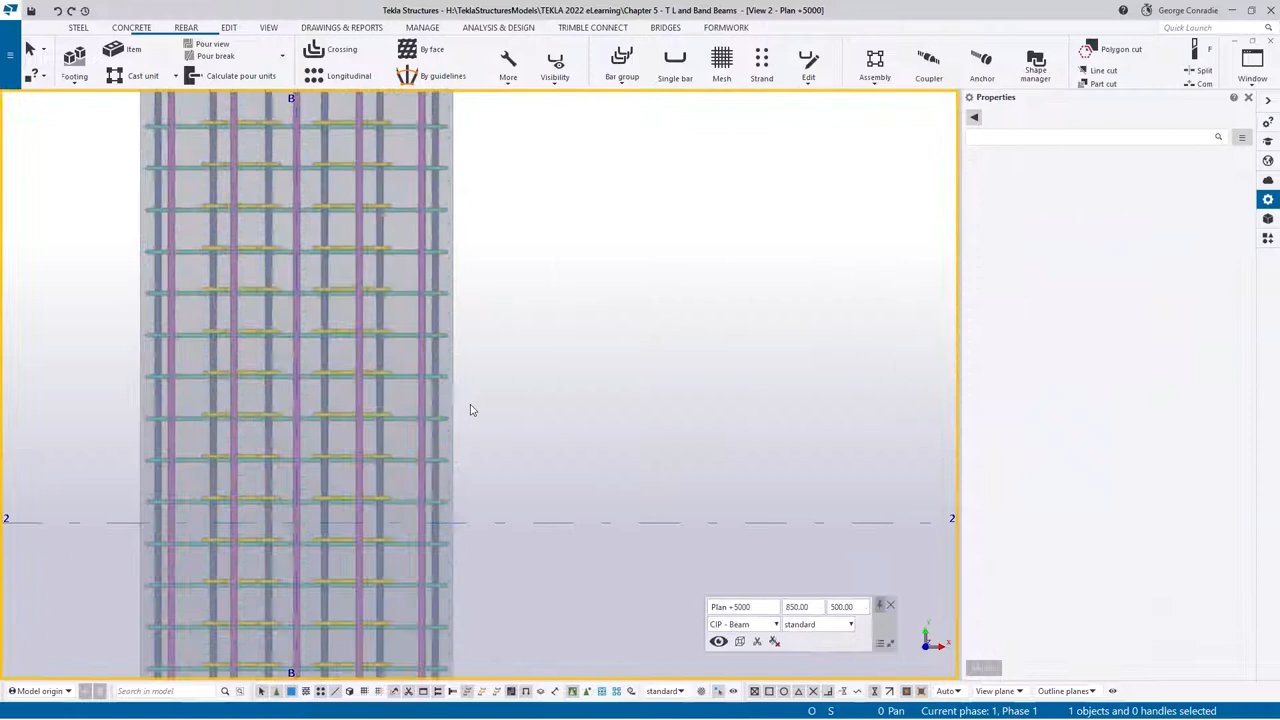 Tekla Structures - H:\TeklaStructuresModels\TEKLA 2022 eLearning\Chapter 5 - T L and Band Beams - [View 2 - Plan +5000]
George Conradie
STEEL CONCRETE REBAR EDIT VIEW DRAWINGS & REPORTS MANAGE ANALYSIS & DESIGN TRIMBLE CONNECT BRIDGES FORMWORK
Quick Launch
Footing
Item
Cast unit
Pour view
Pour break
Calculate pour units
Crossing
Longitudinal
By face
By guidelines
More
Visibility
Bar group
Single bar
Mesh
Strand
Edit
Assembly
Coupler
Anchor
Shape
manager
Polygon cut
Line cut
Part cut
F
Split
Com
Window
Properties
B
2
2
B
Plan +5000 850.00 500.00
CIP - Beam standard
y
x
Model origin
Search in model
standard
Auto
View plane
Outline planes
O S 0 Pan Current phase: 1, Phase 1 1 objects and 0 handles selected